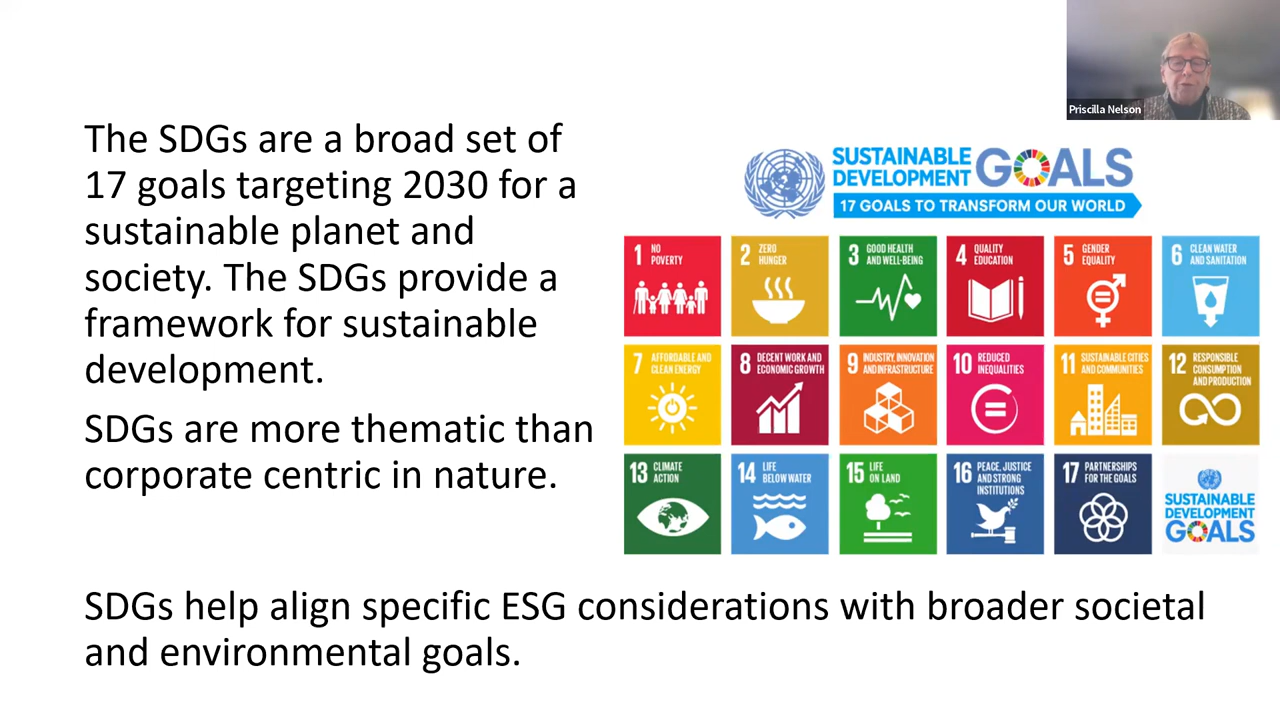 Priscilla Nelson
The SDGs are a broad set of
17 goals targeting 2030 for a
sustainable planet and
society. The SDGs provide a
framework for sustainable
development.
SDGs are more thematic than
corporate centric in nature.
SUSTAINABLE
DEVELOPMENT
GOALS
17 GOALS TO TRANSFORM OUR WORLD
1 NO
POVERTY
2 ZERO
HUNGER
3 GOOD HEALTH
AND WELL-BEING
4 QUALITY
EDUCATION
5 GENDER
EQUALITY
6 CLEAN WATER
AND SANITATION
7 AFFORDABLE AND
CLEAN ENERGY
8 DECENT WORK AND
ECONOMIC GROWTH
9 INDUSTRY, INNOVATION
AND INFRASTRUCTURE
10 REDUCED
INEQUALITIES
11 SUSTAINABLE CITIES
AND COMMUNITIES
12 RESPONSIBLE
CONSUMPTION
AND PRODUCTION
13 CLIMATE
ACTION
14 LIFE
BELOW WATER
15 LIFE
ON LAND
16 PEACE, JUSTICE
AND STRONG
INSTITUTIONS
17 PARTNERSHIPS
FOR THE GOALS
SUSTAINABLE
DEVELOPMENT
GOALS
SDGs help align specific ESG considerations with broader societal
and environmental goals.